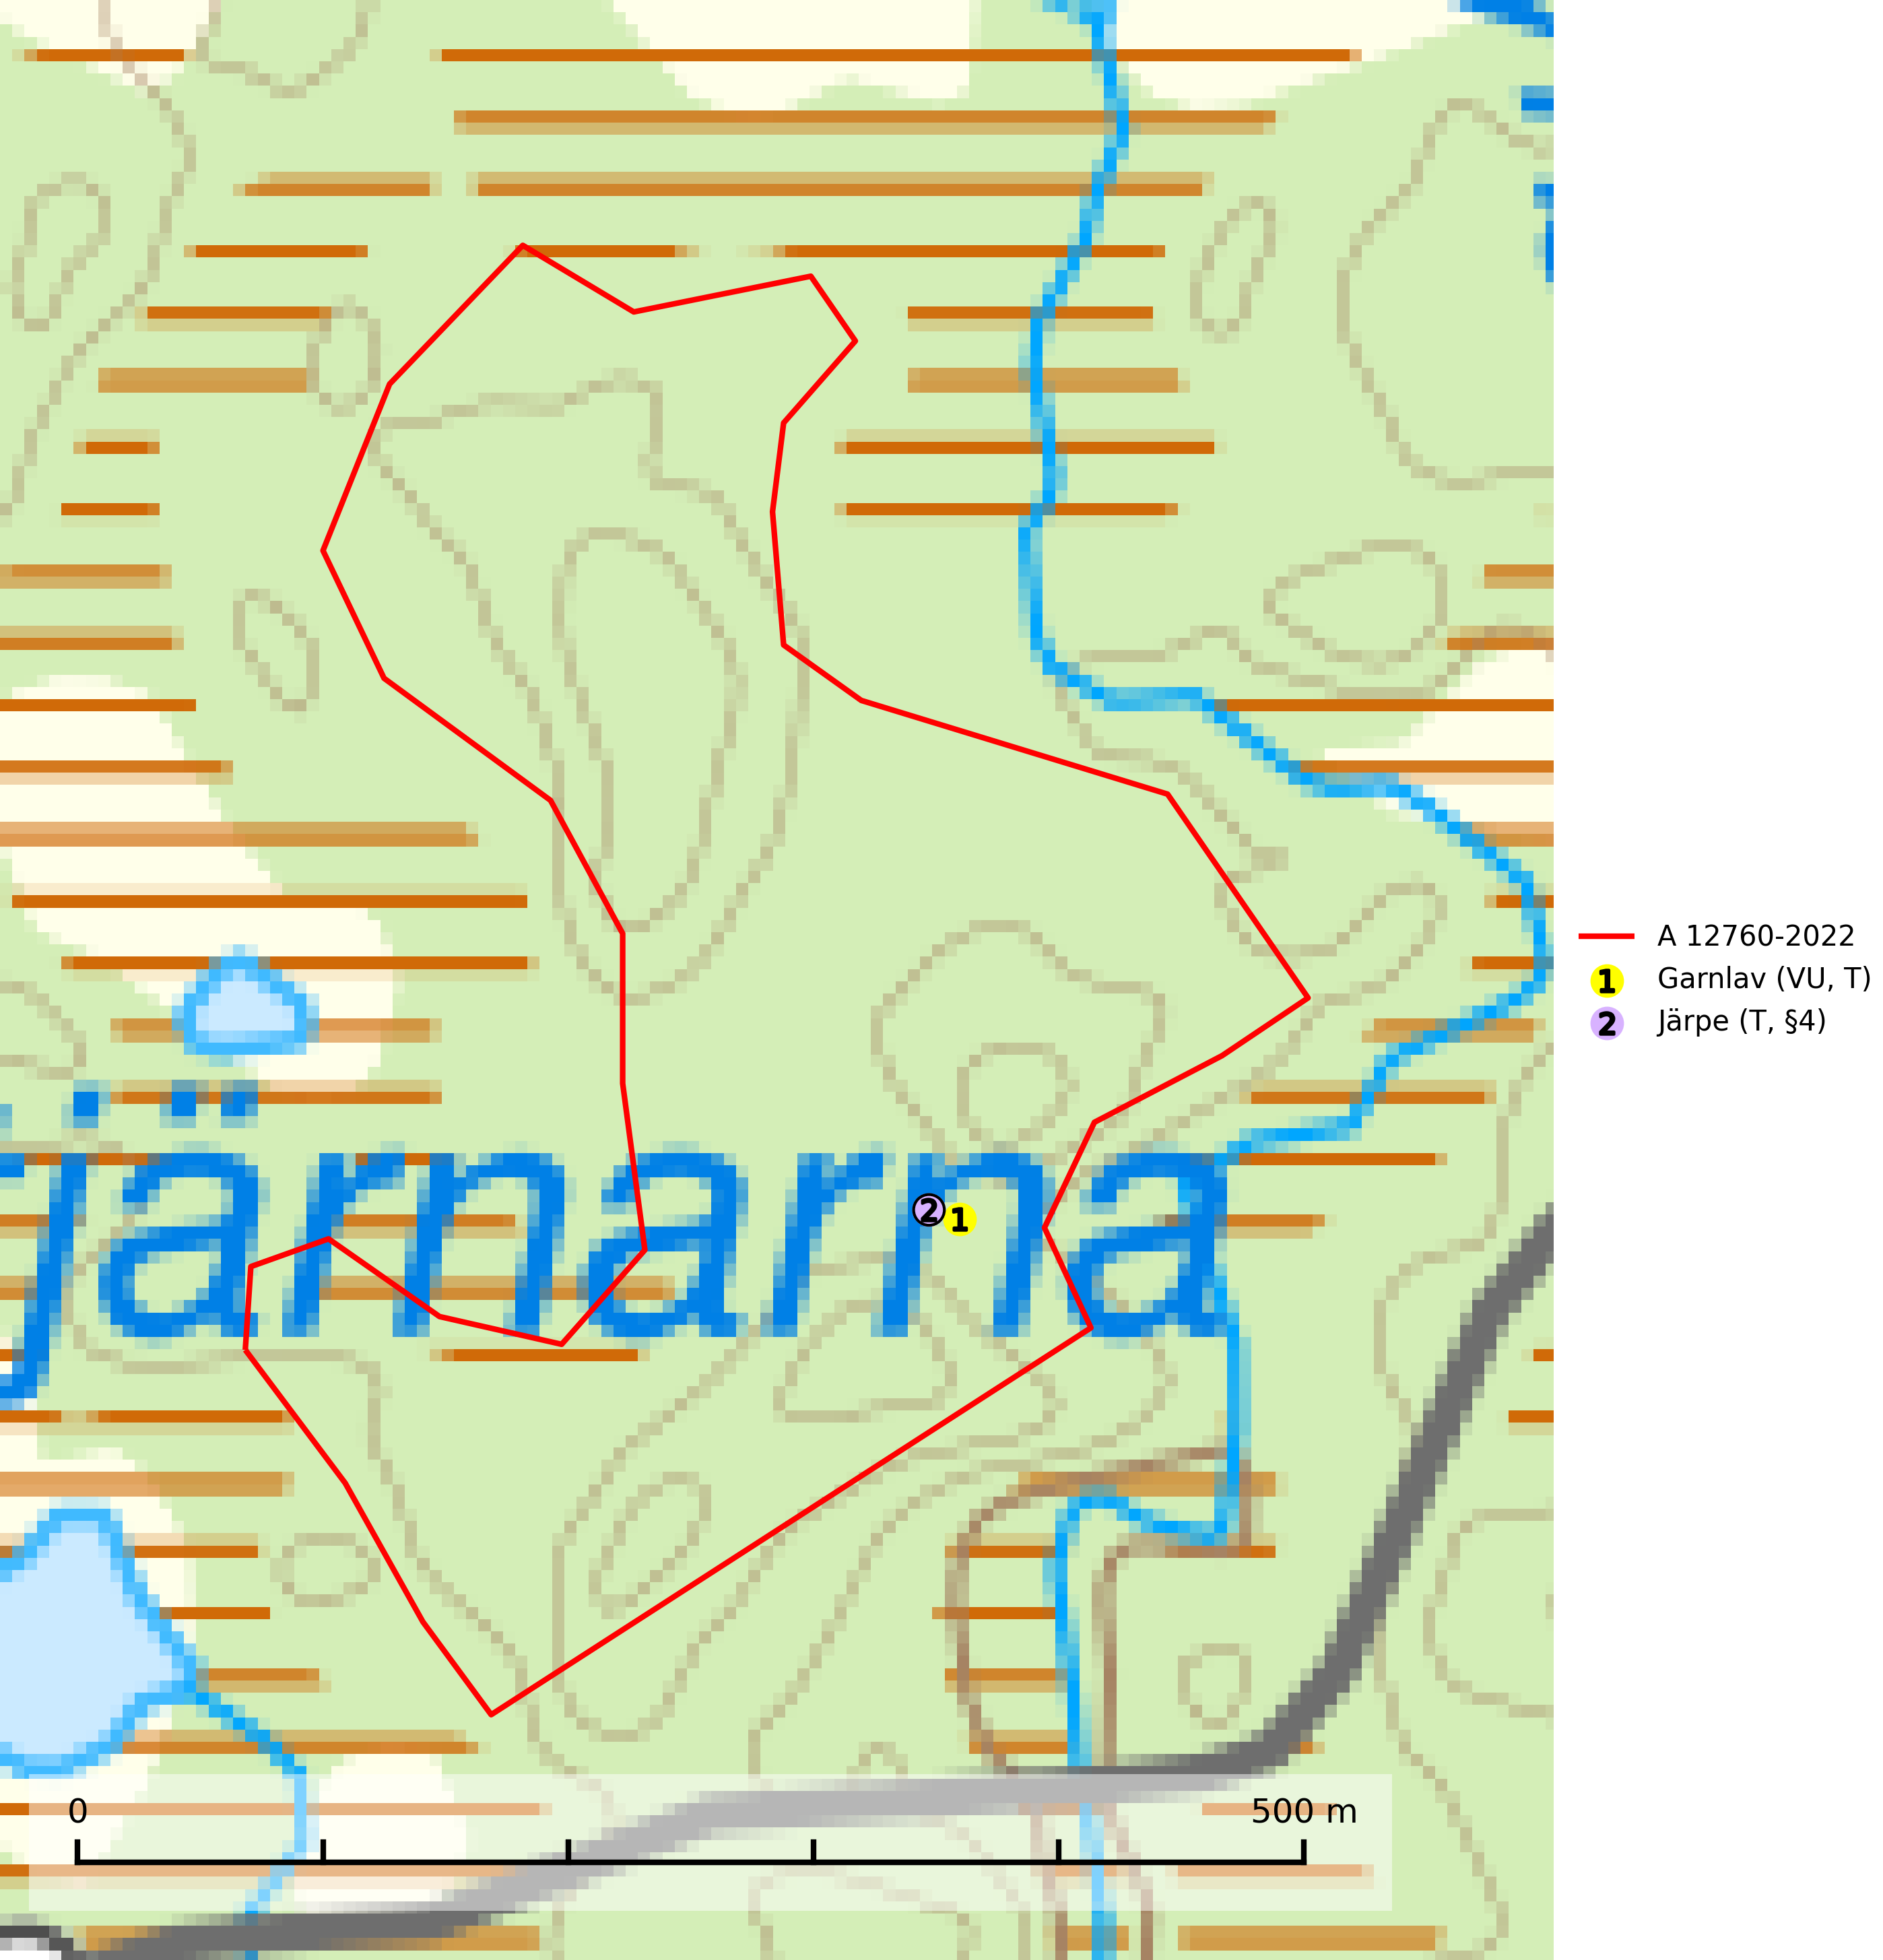 järnarna
2 1
A 12760-2022
1 Garnlav (VU, T)
2 Järpe (T, §4)
0 500 m